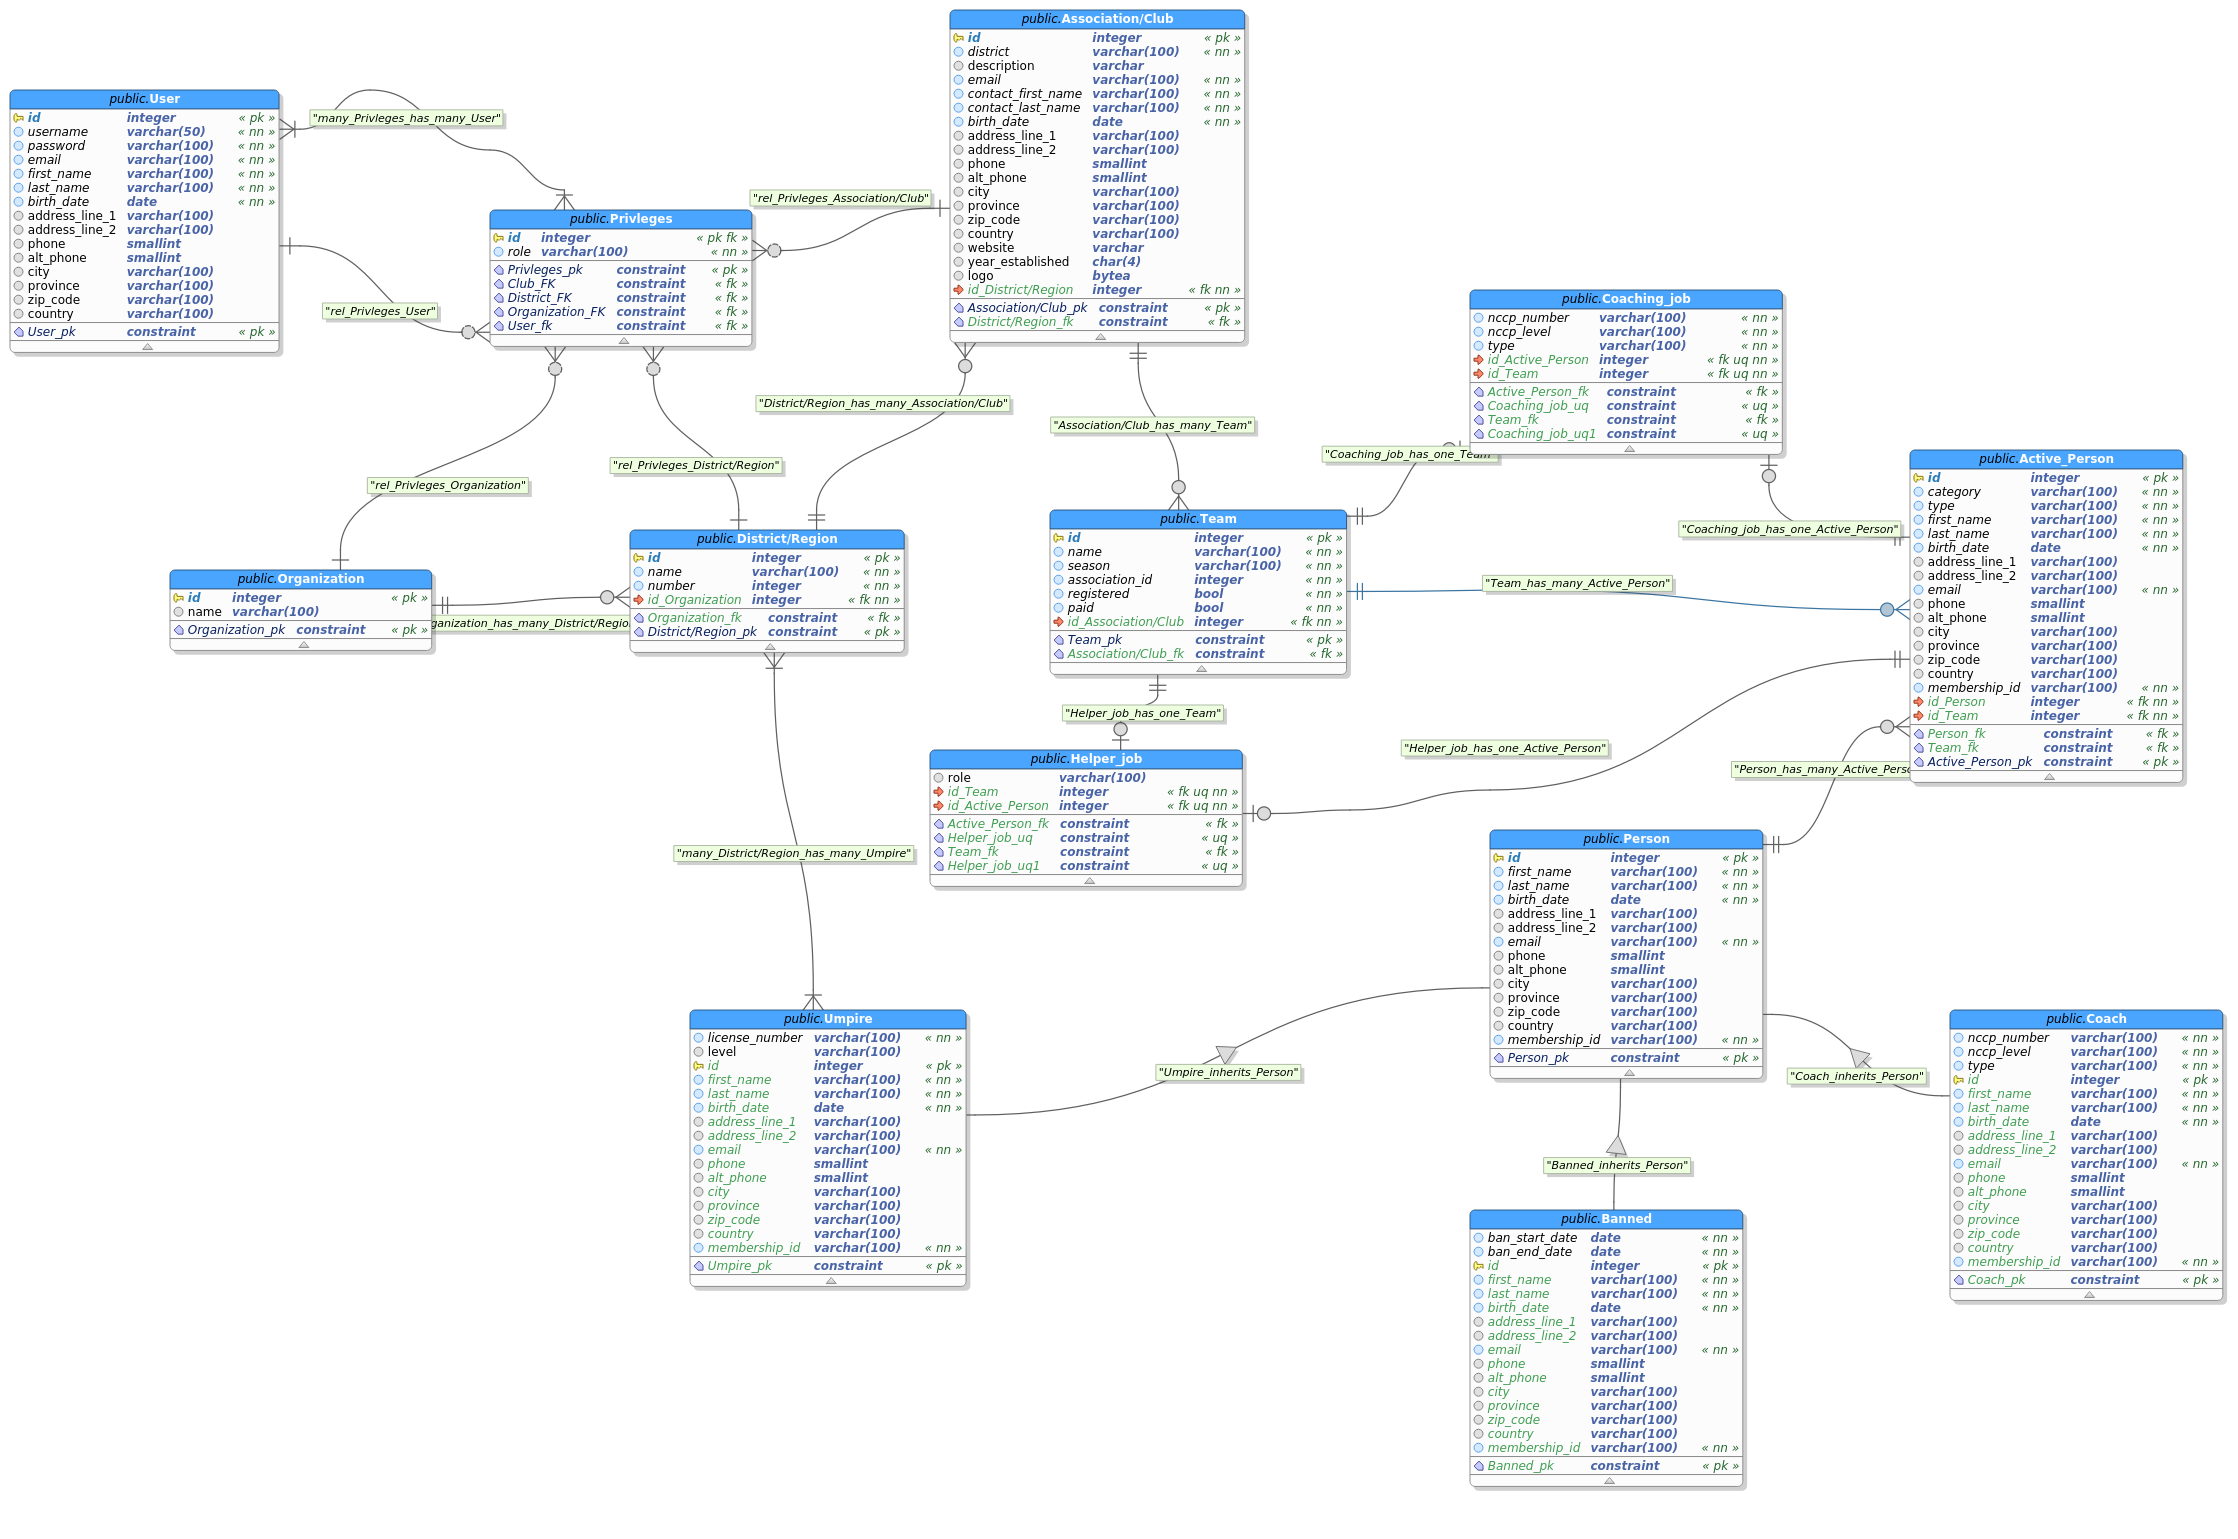 public.Association/Club
id integer « pk »
district varchar(100) « nn »
description varchar
email varchar(100) « nn »
contact_first_name varchar(100) « nn »
contact_last_name varchar(100) « nn »
birth_date date « nn »
address_line_1 varchar(100)
address_line_2 varchar(100)
phone smallint
alt_phone smallint
city varchar(100)
province varchar(100)
zip_code varchar(100)
country varchar(100)
website varchar
year_established char(4)
logo bytea
id_District/Region integer « fk nn »
Association/Club_pk constraint « pk »
District/Region_fk constraint « fk »
public.User
id integer « pk »
username varchar(50) « nn »
password varchar(100) « nn »
email varchar(100) « nn »
first_name varchar(100) « nn »
last_name varchar(100) « nn »
birth_date date « nn »
address_line_1 varchar(100)
address_line_2 varchar(100)
phone smallint
alt_phone smallint
city varchar(100)
province varchar(100)
zip_code varchar(100)
country varchar(100)
User_pk constraint « pk »
"many_Privleges_has_many_User"
"rel_Privleges_Association/Club"
public.Privleges
id integer « pk fk »
role varchar(100) « nn »
Privleges_pk constraint « pk »
Club_FK constraint « fk »
District_FK constraint « fk »
Organization_FK constraint « fk »
User_fk constraint « fk »
"rel_Privleges_User"
public.Coaching_job
nccp_number varchar(100) « nn »
nccp_level varchar(100) « nn »
type varchar(100) « nn »
id_Active_Person integer « fk uq nn »
id_Team integer « fk uq nn »
Active_Person_fk constraint « fk »
Coaching_job_uq constraint « uq »
Team_fk constraint « fk »
Coaching_job_uq1 constraint « uq »
"District/Region_has_many_Association/Club"
"Association/Club_has_many_Team"
"Coaching_job_has_one_Team"
"rel_Privleges_District/Region"
"rel_Privleges_Organization"
"Coaching_job_has_one_Active_Person"
public.Active_Person
id integer « pk »
category varchar(100) « nn »
type varchar(100) « nn »
first_name varchar(100) « nn »
last_name varchar(100) « nn »
birth_date date « nn »
address_line_1 varchar(100)
address_line_2 varchar(100)
email varchar(100) « nn »
phone smallint
alt_phone smallint
city varchar(100)
province varchar(100)
zip_code varchar(100)
country varchar(100)
membership_id varchar(100) « nn »
id_Person integer « fk nn »
id_Team integer « fk nn »
Person_fk constraint « fk »
Team_fk constraint « fk »
Active_Person_pk constraint « pk »
public.Team
id integer « pk »
name varchar(100) « nn »
season varchar(100) « nn »
association_id integer « nn »
registered bool « nn »
paid bool « nn »
id_Association/Club integer « fk nn »
Team_pk constraint « pk »
Association/Club_fk constraint « fk »
public.District/Region
id integer « pk »
name varchar(100) « nn »
number integer « nn »
id_Organization integer « fk nn »
Organization_fk constraint « fk »
District/Region_pk constraint « pk »
public.Organization
id integer « pk »
name varchar(100)
Organization_pk constraint « pk »
ganization_has_many_District/Regio
"Team_has_many_Active_Person"
"Helper_job_has_one_Team"
"Helper_job_has_one_Active_Person"
"Person_has_many_Active_Perso
public.Helper_job
role varchar(100)
id_Team integer « fk uq nn »
id_Active_Person integer « fk uq nn »
Active_Person_fk constraint « fk »
Helper_job_uq constraint « uq »
Team_fk constraint « fk »
Helper_job_uq1 constraint « uq »
"many_District/Region_has_many_Umpire"
public.Person
id integer « pk »
first_name varchar(100) « nn »
last_name varchar(100) « nn »
birth_date date « nn »
address_line_1 varchar(100)
address_line_2 varchar(100)
email varchar(100) « nn »
phone smallint
alt_phone smallint
city varchar(100)
province varchar(100)
zip_code varchar(100)
country varchar(100)
membership_id varchar(100) « nn »
Person_pk constraint « pk »
public.Umpire
license_number varchar(100) « nn »
level varchar(100)
id integer « pk »
first_name varchar(100) « nn »
last_name varchar(100) « nn »
birth_date date « nn »
address_line_1 varchar(100)
address_line_2 varchar(100)
email varchar(100) « nn »
phone smallint
alt_phone smallint
city varchar(100)
province varchar(100)
zip_code varchar(100)
country varchar(100)
membership_id varchar(100) « nn »
Umpire_pk constraint « pk »
"Umpire_inherits_Person"
"Coach_inherits_Person"
"Banned_inherits_Person"
public.Coach
nccp_number varchar(100) « nn »
nccp_level varchar(100) « nn »
type varchar(100) « nn »
id integer « pk »
first_name varchar(100) « nn »
last_name varchar(100) « nn »
birth_date date « nn »
address_line_1 varchar(100)
address_line_2 varchar(100)
email varchar(100) « nn »
phone smallint
alt_phone smallint
city varchar(100)
province varchar(100)
zip_code varchar(100)
country varchar(100)
membership_id varchar(100) « nn »
Coach_pk constraint « pk »
public.Banned
ban_start_date date « nn »
ban_end_date date « nn »
id integer « pk »
first_name varchar(100) « nn »
last_name varchar(100) « nn »
birth_date date « nn »
address_line_1 varchar(100)
address_line_2 varchar(100)
email varchar(100) « nn »
phone smallint
alt_phone smallint
city varchar(100)
province varchar(100)
zip_code varchar(100)
country varchar(100)
membership_id varchar(100) « nn »
Banned_pk constraint « pk »